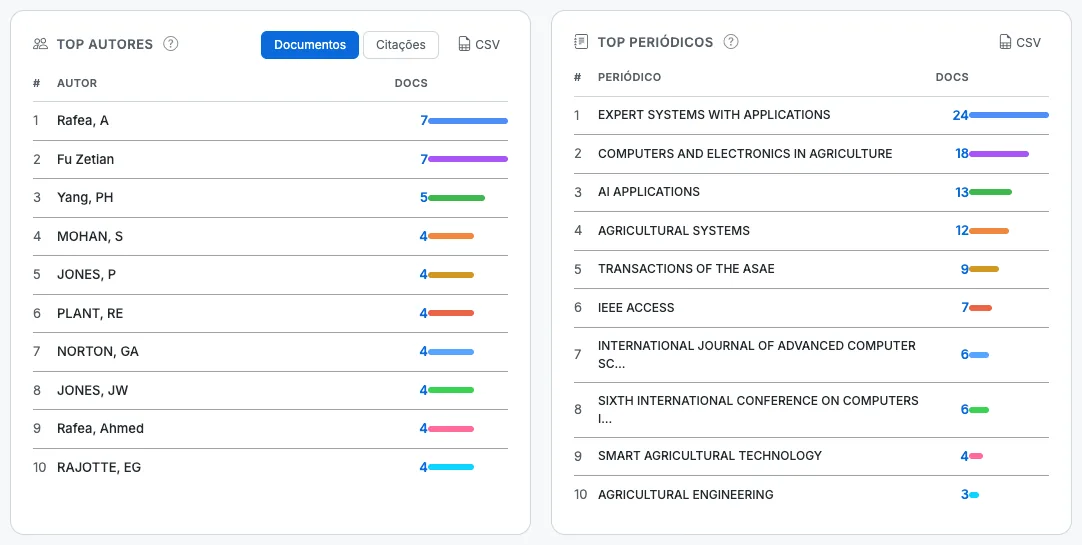 TOP AUTORES ?
Documentos Citações CSV
# AUTOR DOCS
1 Rafea, A 7
2 Fu Zetian 7
3 Yang, PH 5
4 MOHAN, S 4
5 JONES, P 4
6 PLANT, RE 4
7 NORTON, GA 4
8 JONES, JW 4
9 Rafea, Ahmed 4
10 RAJOTTE, EG 4
TOP PERIÓDICOS ?
CSV
# PERIÓDICO DOCS
1 EXPERT SYSTEMS WITH APPLICATIONS 24
2 COMPUTERS AND ELECTRONICS IN AGRICULTURE 18
3 AI APPLICATIONS 13
4 AGRICULTURAL SYSTEMS 12
5 TRANSACTIONS OF THE ASAE 9
6 IEEE ACCESS 7
7 INTERNATIONAL JOURNAL OF ADVANCED COMPUTER
SC... 6
8 SIXTH INTERNATIONAL CONFERENCE ON COMPUTERS
I... 6
9 SMART AGRICULTURAL TECHNOLOGY 4
10 AGRICULTURAL ENGINEERING 3